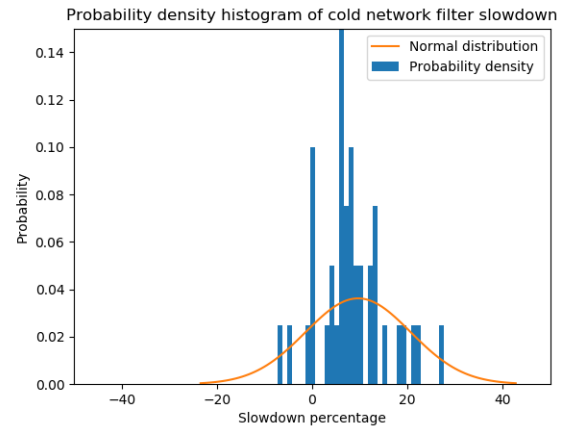 Probability density histogram of cold network filter slowdown
Normal distribution
Probability density
Probability
0.14
0.12
0.10
0.08
0.06
0.04
0.02
0.00
−40
−20
0
20
40
Slowdown percentage